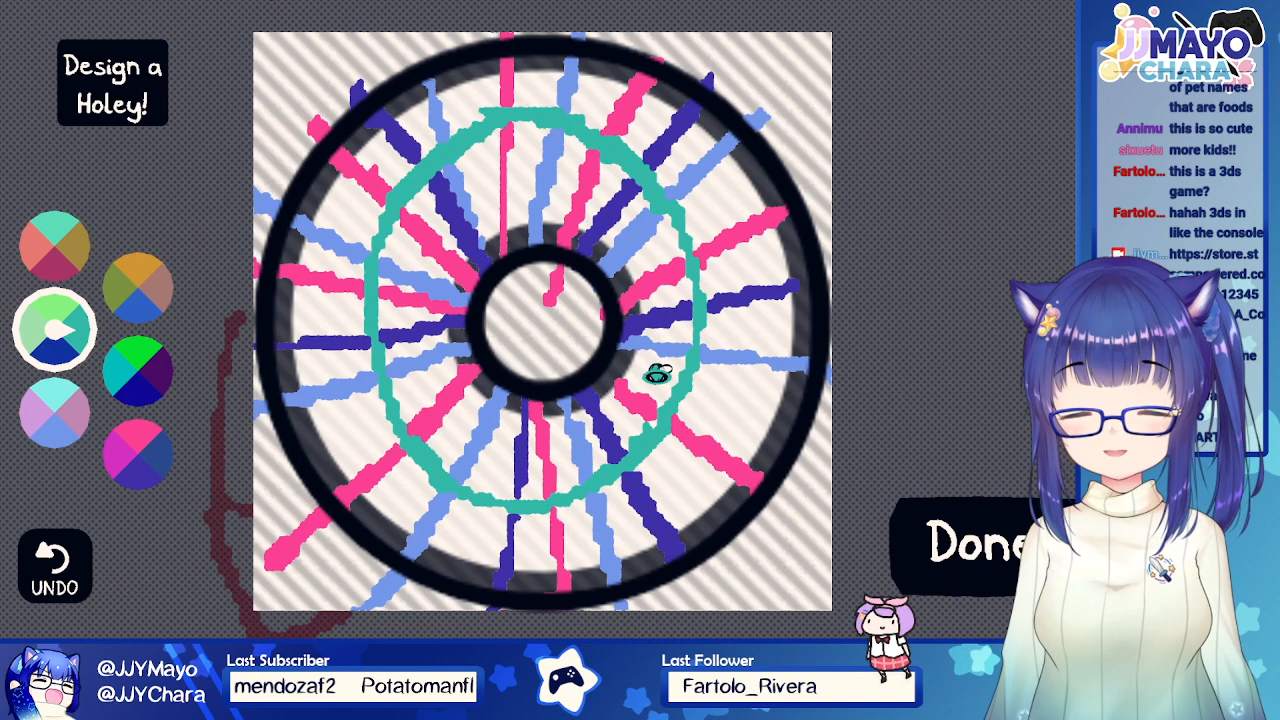 Design a
Holey!
UNDO
Done
JJMAYO
CHARA
of pet names
that are foods
Annimu this is so cute
sixuetu more kids!!
Fartolo... this is a 3ds
game?
Fartolo... hahah 3ds in
like the console
https://store.st
12345
@JJYMayo
@JJYChara
Last Subscriber
mendozaf2 Potatomanfl
Last Follower
Fartolo_Rivera